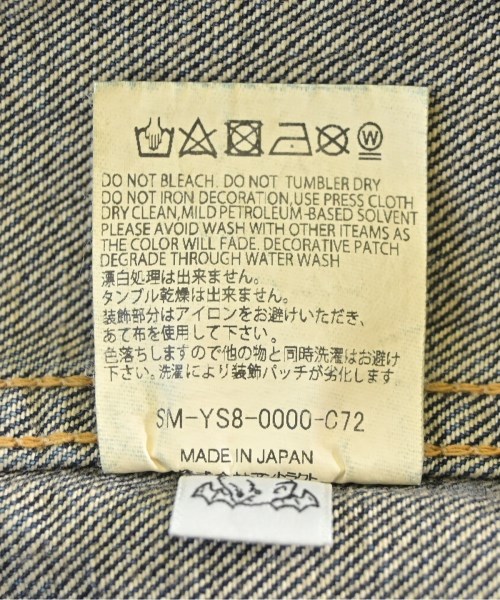 W
DO NOT BLEACH. DO NOT TUMBLER DRY
DO NOT IRON DECORATION,USE PRESS CLOTH
DRY CLEAN,MILD PETROLEUM-BASED SOLVENT
PLEASE AVOID WASH WITH OTHER ITEAMS AS
THE COLOR WILL FADE. DECORATIVE PATCH
DEGRADE THROUGH WATER WASH
漂白処理は出来ません。
タンブル乾燥は出来ません。
装飾部分はアイロンをお避けいただき、
あて布を使用して下さい。
色落ちしますので他の物と同時洗濯はお避け
下さい。洗濯により装飾パッチが劣化します
SM-YS8-0000-C72
MADE IN JAPAN